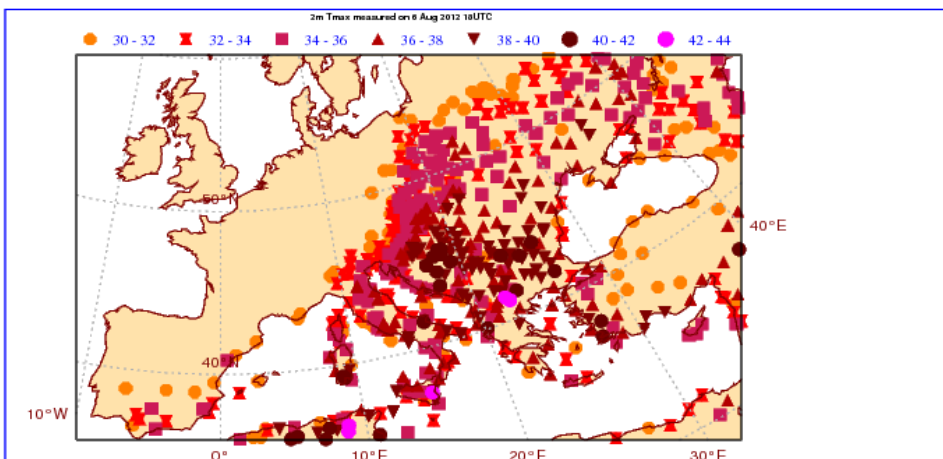 2m Tmax measured on 6 Aug 2012 18UTC
30 - 32 32 - 34 34 - 36 36 - 38 38 - 40 40 - 42 42 - 44
50°N
40°E
40°N
10°W
0° 10°E 20°E 30°E